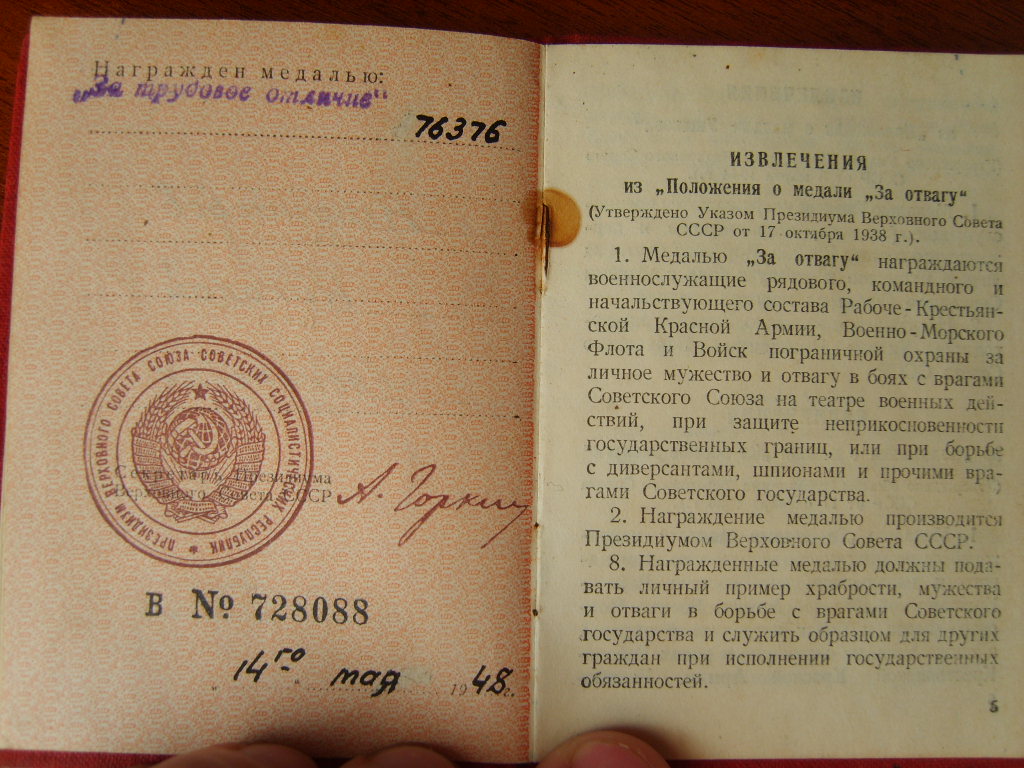 Награжден медалью:
„За трудовое отличие“
76376
ПРЕЗИДИУМ ВЕРХОВНОГО СОВЕТА СОЮЗА СОВЕТСКИХ СОЦИАЛИСТИЧЕСКИХ РЕСПУБЛИК
Секретарь Президиума
Верховного Совета СССР
А. Горкин
В № 728088
„14го мая 1948 г.
ИЗВЛЕЧЕНИЯ
из „Положения о медали „За отвагу“
(Утверждено Указом Президиума Верховного Совета
СССР от 17 октября 1938 г.).
1. Медалью „За отвагу“ награждаются
военнослужащие рядового, командного и
начальствующего состава Рабоче-Крестьян-
ской Красной Армии, Военно-Морского
Флота и Войск пограничной охраны за
личное мужество и отвагу в боях с врагами
Советского Союза на театре военных дей-
ствий, при защите неприкосновенности
государственных границ, или при борьбе
с диверсантами, шпионами и прочими вра-
гами Советского государства.
2. Награждение медалью производится
Президиумом Верховного Совета СССР.
8. Награжденные медалью должны пода-
вать личный пример храбрости, мужества
и отваги в борьбе с врагами Советского
государства и служить образцом для других
граждан при исполнении государственных
обязанностей.
5